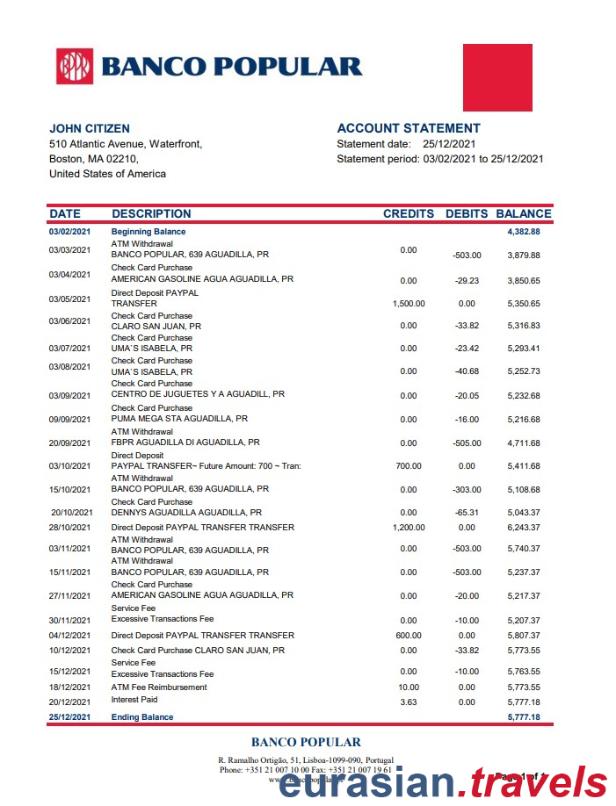 BANCO POPULAR
JOHN CITIZEN
510 Atlantic Avenue, Waterfront,
Boston, MA 02210,
United States of America
ACCOUNT STATEMENT
Statement date: 25/12/2021
Statement period: 03/02/2021 to 25/12/2021
DATE DESCRIPTION CREDITS DEBITS BALANCE
03/02/2021 Beginning Balance 4,382.88
ATM Withdrawal
03/03/2021 BANCO POPULAR, 639 AGUADILLA, PR 0.00 -503.00 3,879.88
Check Card Purchase
03/04/2021 AMERICAN GASOLINE AGUA AGUADILLA, PR 0.00 -29.23 3,850.65
Direct Deposit PAYPAL
03/05/2021 TRANSFER 1,500.00 0.00 5,350.65
Check Card Purchase
03/06/2021 CLARO SAN JUAN, PR 0.00 -33.82 5,316.83
Check Card Purchase
03/07/2021 UMA´S ISABELA, PR 0.00 -23.42 5,293.41
Check Card Purchase
03/08/2021 UMA´S ISABELA, PR 0.00 -40.68 5,252.73
Check Card Purchase
03/09/2021 CENTRO DE JUGUETES Y A AGUADILL, PR 0.00 -20.05 5,232.68
Check Card Purchase
09/09/2021 PUMA MEGA STA AGUADILLA, PR 0.00 -16.00 5,216.68
ATM Withdrawal
20/09/2021 FBPR AGUADILLA DI AGUADILLA, PR 0.00 -505.00 4,711.68
Direct Deposit
03/10/2021 PAYPAL TRANSFER~ Future Amount: 700 ~ Tran: 700.00 0.00 5,411.68
ATM Withdrawal
15/10/2021 BANCO POPULAR, 639 AGUADILLA, PR 0.00 -303.00 5,108.68
Check Card Purchase
20/10/2021 DENNYS AGUADILLA AGUADILLA, PR 0.00 -65.31 5,043.37
28/10/2021 Direct Deposit PAYPAL TRANSFER TRANSFER 1,200.00 0.00 6,243.37
ATM Withdrawal
03/11/2021 BANCO POPULAR, 639 AGUADILLA, PR 0.00 -503.00 5,740.37
ATM Withdrawal
15/11/2021 BANCO POPULAR, 639 AGUADILLA, PR 0.00 -503.00 5,237.37
Check Card Purchase
27/11/2021 AMERICAN GASOLINE AGUA AGUADILLA, PR 0.00 -20.00 5,217.37
Service Fee
30/11/2021 Excessive Transactions Fee 0.00 -10.00 5,207.37
04/12/2021 Direct Deposit PAYPAL TRANSFER TRANSFER 600.00 0.00 5,807.37
10/12/2021 Check Card Purchase CLARO SAN JUAN, PR 0.00 -33.82 5,773.55
Service Fee
15/12/2021 Excessive Transactions Fee 0.00 -10.00 5,763.55
18/12/2021 ATM Fee Reimbursement 10.00 0.00 5,773.55
20/12/2021 Interest Paid 3.63 0.00 5,777.18
25/12/2021 Ending Balance 5,777.18
BANCO POPULAR
R. Ramalho Ortigão, 51, Lisboa-1099-090, Portugal
Phone: +351 21 007 10 00 Fax: +351 21 007 19 61
Page 1 of 1
eurasian.travels